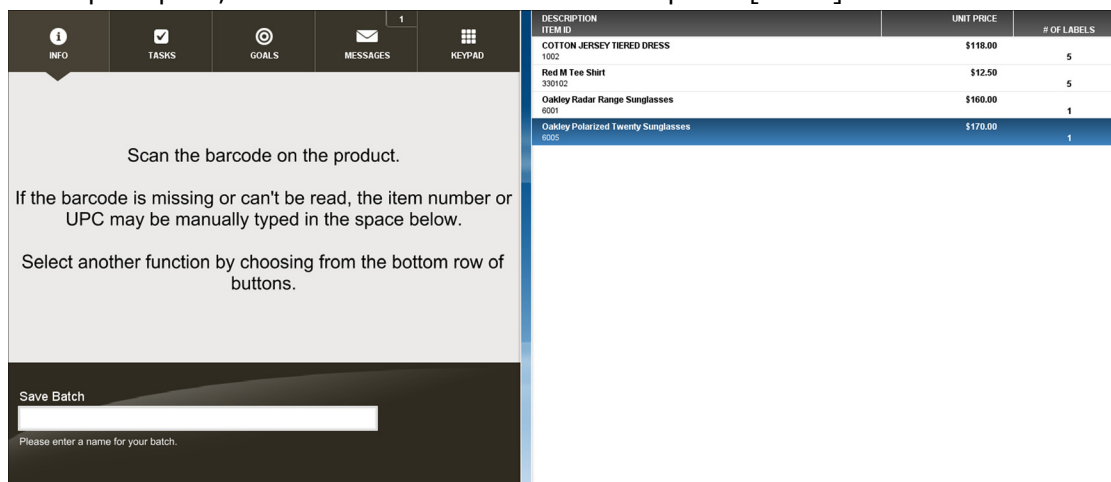 1
INFO
TASKS
GOALS
MESSAGES
KEYPAD
Scan the barcode on the product.
If the barcode is missing or can't be read, the item number or
UPC may be manually typed in the space below.
Select another function by choosing from the bottom row of
buttons.
Save Batch
Please enter a name for your batch.
DESCRIPTION UNIT PRICE
ITEM ID # OF LABELS
COTTON JERSEY TIERED DRESS $118.00
1002 5
Red M Tee Shirt $12.50
330102 5
Oakley Radar Range Sunglasses $160.00
6001 1
Oakley Polarized Twenty Sunglasses $170.00
6005 1